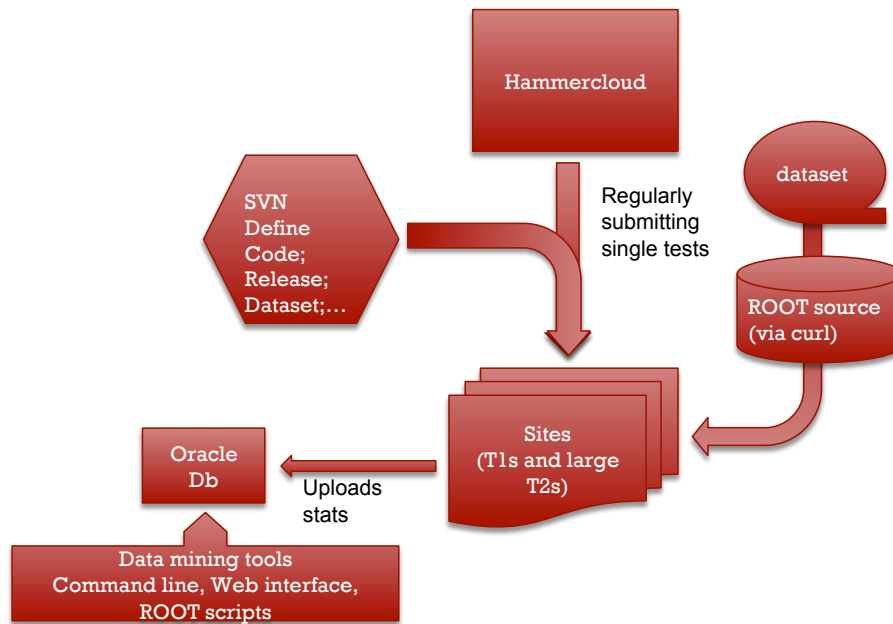 Hammercloud
dataset
SVN
Define
Code;
Release;
Dataset;...
Regularly
submitting
single tests
ROOT source
(via curl)
Sites
(T1s and large
T2s)
Oracle
Db
Uploads
stats
Data mining tools
Command line, Web interface,
ROOT scripts